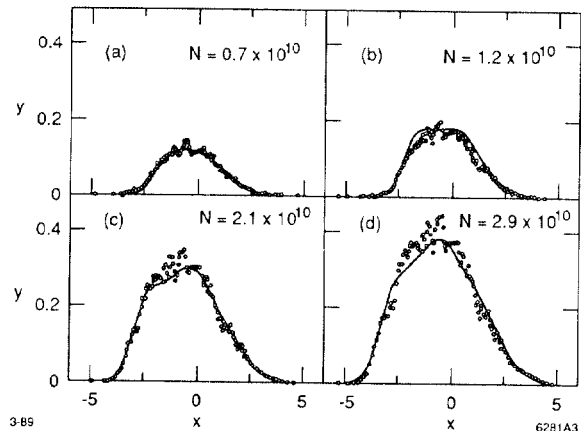 0.4
(a)
N = 0.7 x 10^10
(b)
N = 1.2 x 10^10
y
0.2
0
(c)
N = 2.1 x 10^10
(d)
N = 2.9 x 10^10
0.4
y
0.2
0
-5
0
5
-5
0
5
3-89
x
x
6281A3